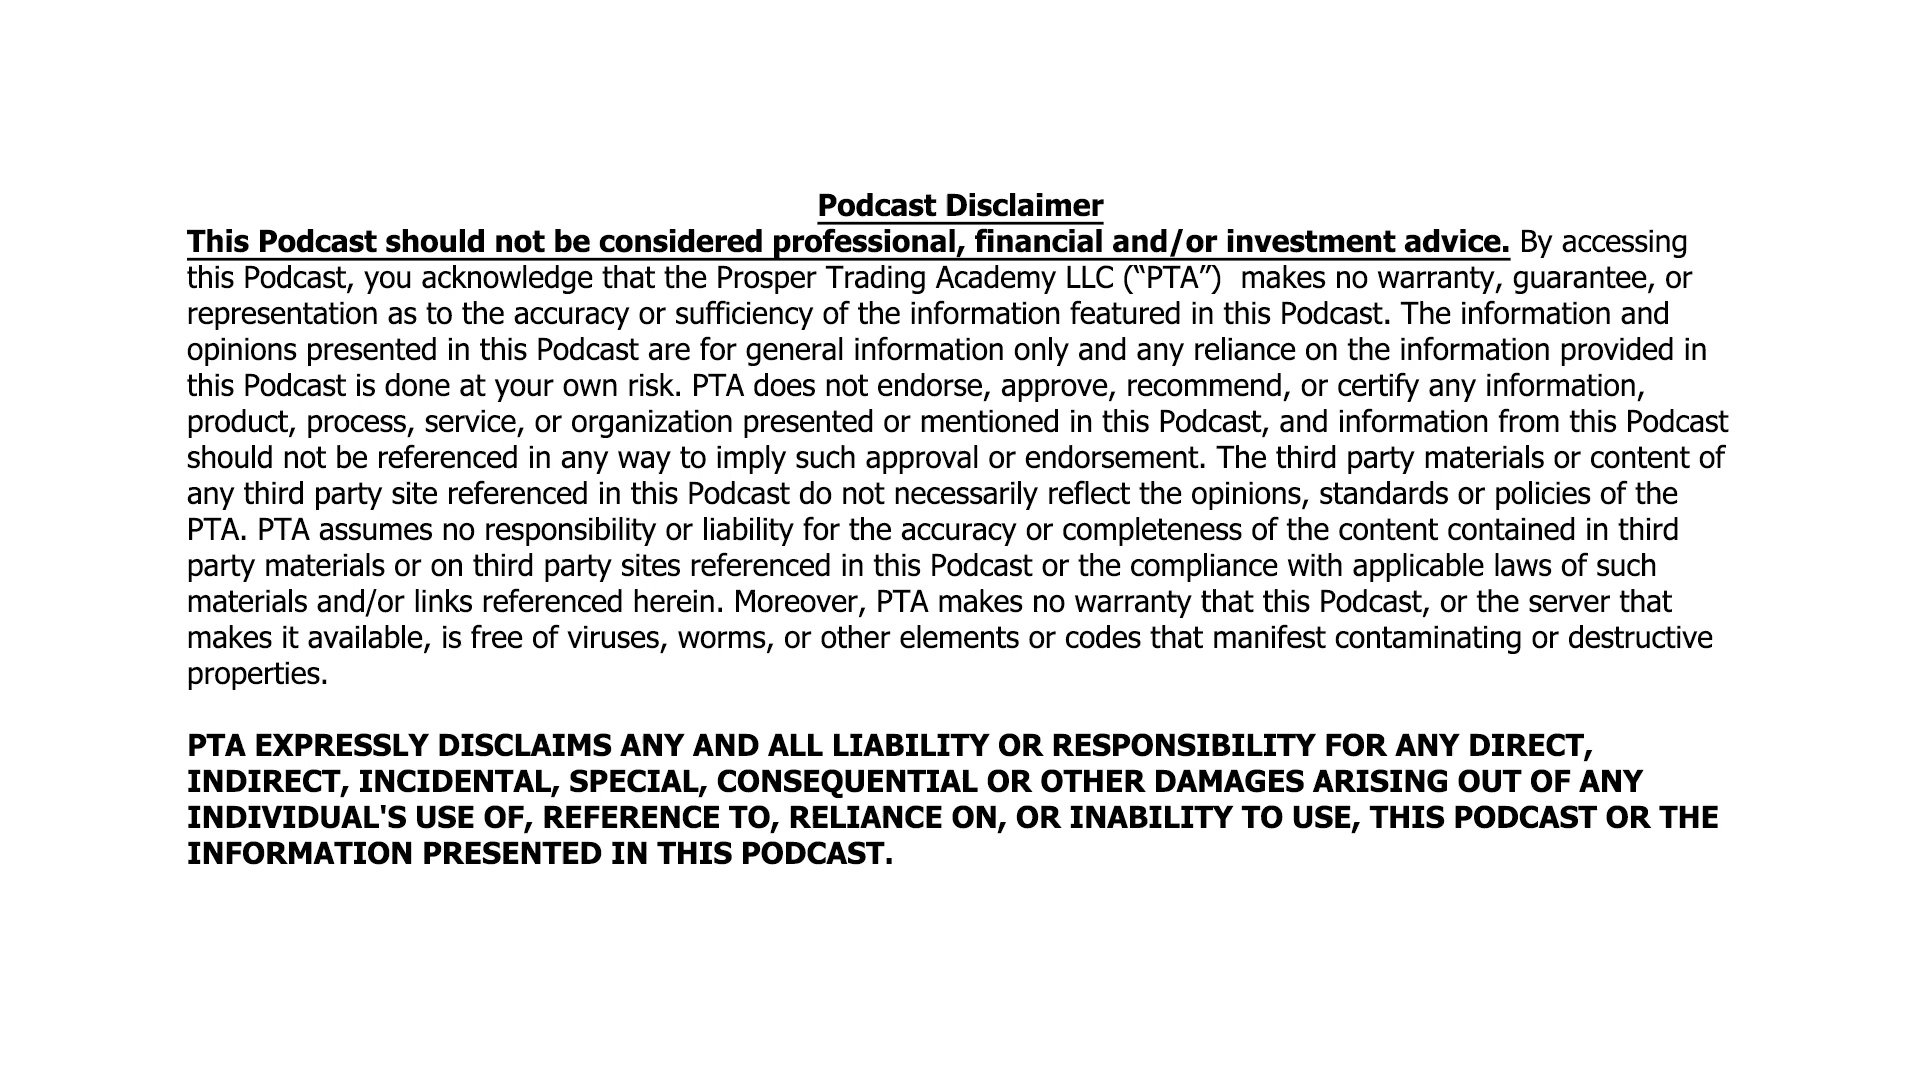 Podcast Disclaimer
This Podcast should not be considered professional, financial and/or investment advice. By accessing
this Podcast, you acknowledge that the Prosper Trading Academy LLC (“PTA”)  makes no warranty, guarantee, or
representation as to the accuracy or sufficiency of the information featured in this Podcast. The information and
opinions presented in this Podcast are for general information only and any reliance on the information provided in
this Podcast is done at your own risk. PTA does not endorse, approve, recommend, or certify any information,
product, process, service, or organization presented or mentioned in this Podcast, and information from this Podcast
should not be referenced in any way to imply such approval or endorsement. The third party materials or content of
any third party site referenced in this Podcast do not necessarily reflect the opinions, standards or policies of the
PTA. PTA assumes no responsibility or liability for the accuracy or completeness of the content contained in third
party materials or on third party sites referenced in this Podcast or the compliance with applicable laws of such
materials and/or links referenced herein. Moreover, PTA makes no warranty that this Podcast, or the server that
makes it available, is free of viruses, worms, or other elements or codes that manifest contaminating or destructive
properties.
PTA EXPRESSLY DISCLAIMS ANY AND ALL LIABILITY OR RESPONSIBILITY FOR ANY DIRECT,
INDIRECT, INCIDENTAL, SPECIAL, CONSEQUENTIAL OR OTHER DAMAGES ARISING OUT OF ANY
INDIVIDUAL'S USE OF, REFERENCE TO, RELIANCE ON, OR INABILITY TO USE, THIS PODCAST OR THE
INFORMATION PRESENTED IN THIS PODCAST.